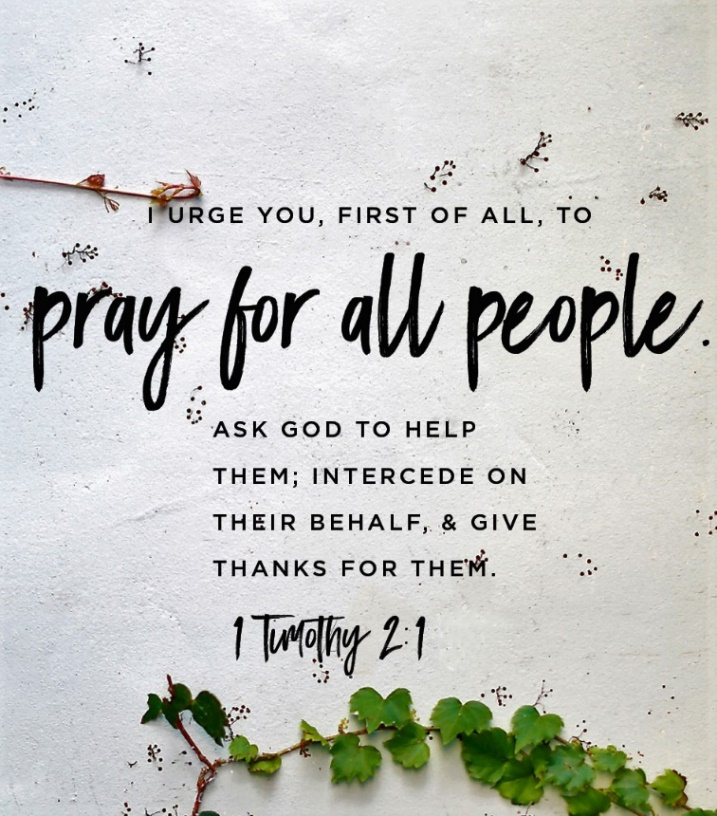 I URGE YOU, FIRST OF ALL, TO
pray for all people.
ASK GOD TO HELP
THEM; INTERCEDE ON
THEIR BEHALF, & GIVE
THANKS FOR THEM.
1 Timothy 2:1